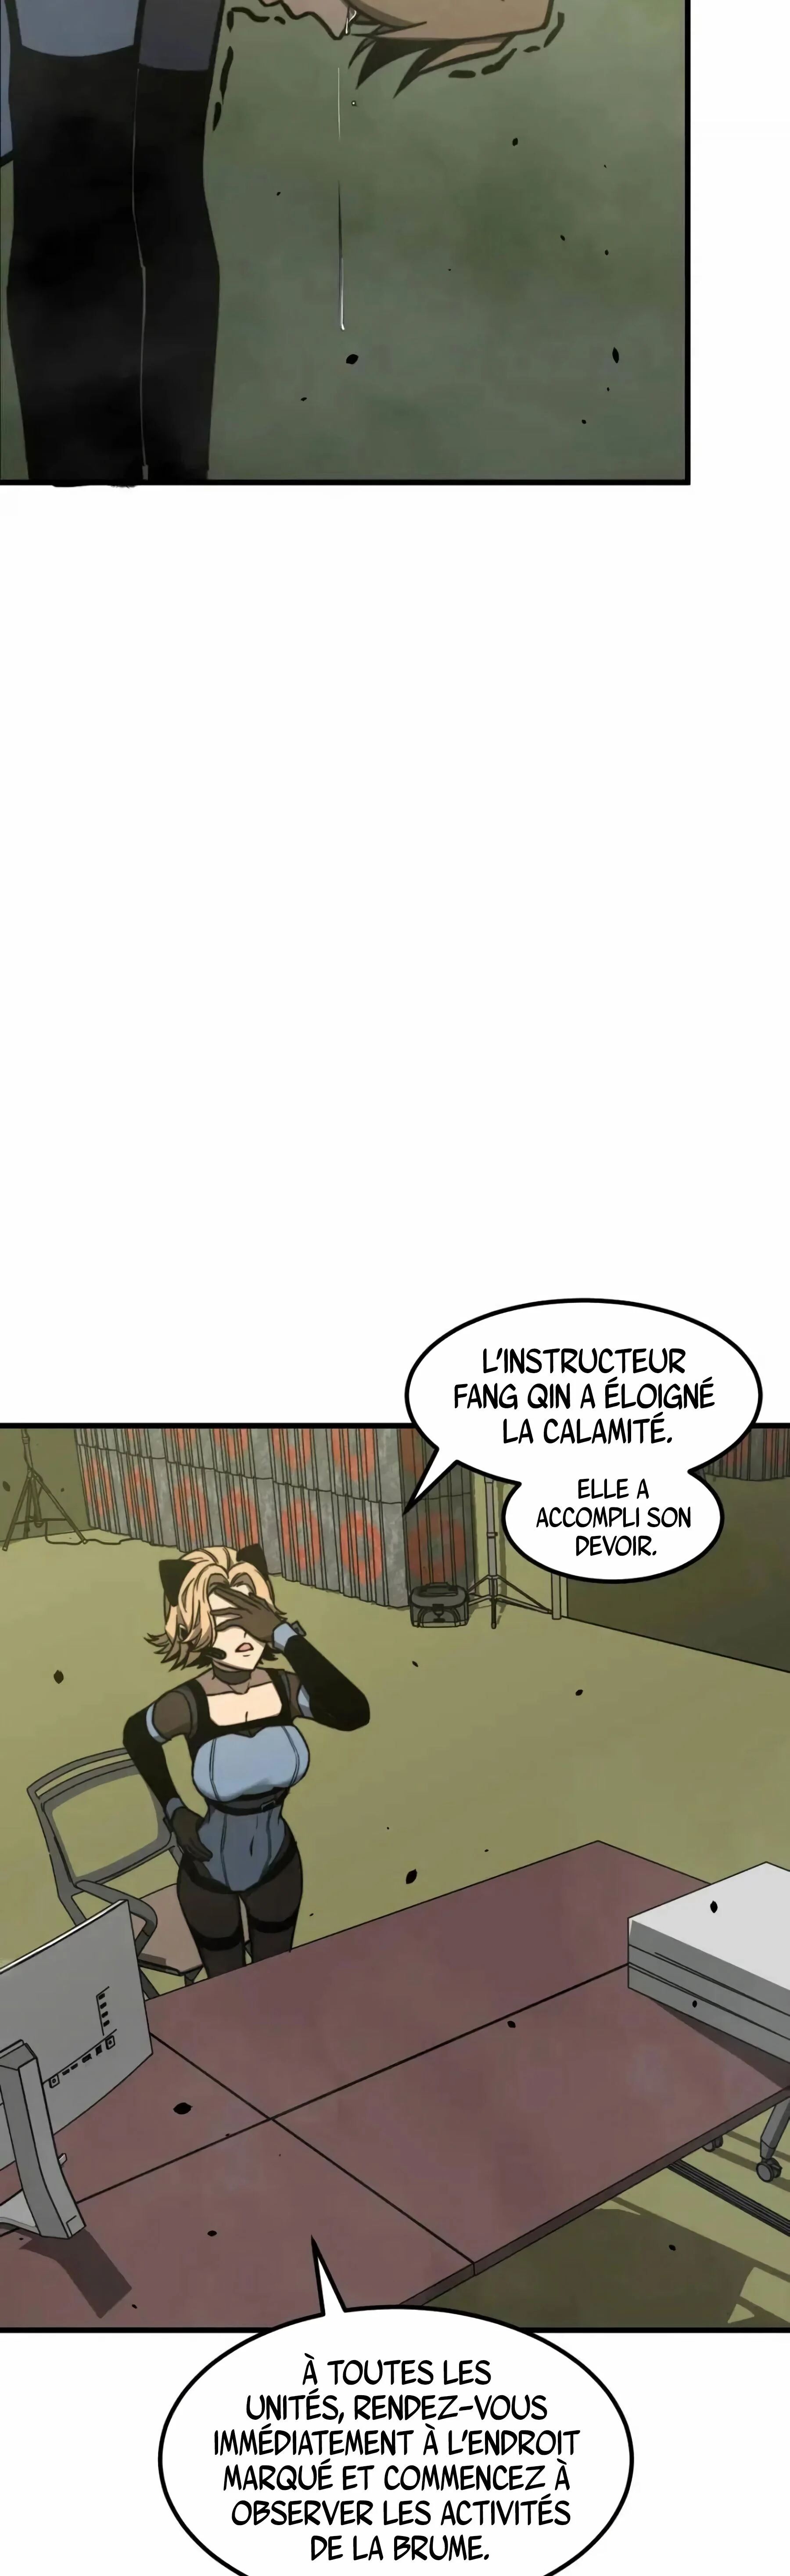 L'INSTRUCTEUR
FANG QIN A ÉLOIGNÉ
LA CALAMITÉ.
ELLE A
ACCOMPLI SON
DEVOIR.
À TOUTES LES
UNITÉS, RENDEZ-VOUS
IMMÉDIATEMENT À L'ENDROIT
MARQUÉ ET COMMENCEZ À
OBSERVER LES ACTIVITÉS
DE LA BRUME.